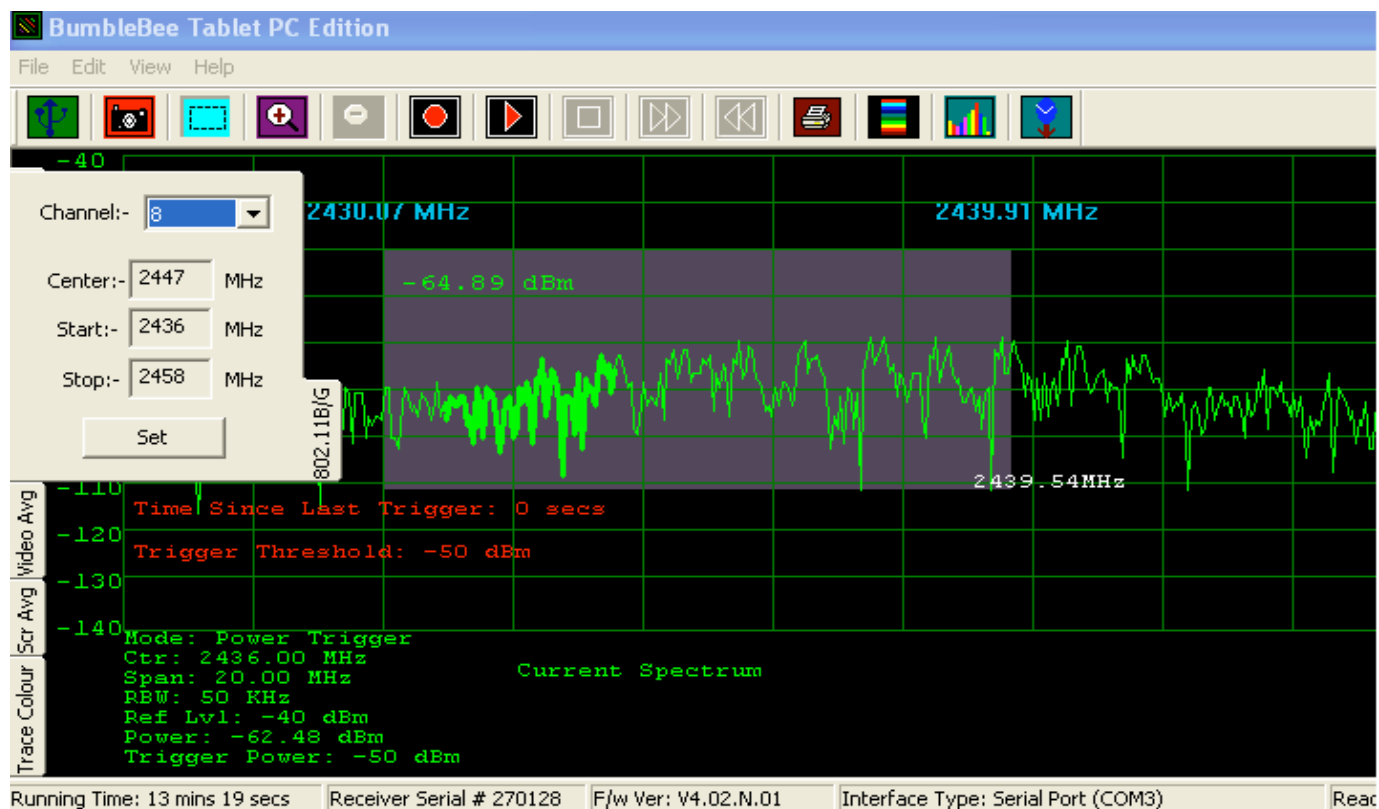 BumbleBee Tablet PC Edition
File Edit View Help
-40
Channel:- 8
2430.07 MHz
2439.91 MHz
Center:- 2447 MHz
-64.89 dBm
Start:- 2436 MHz
Stop:- 2458 MHz
Set
802.11B/G
2439.54MHz
-110
Time Since Last Trigger: 0 secs
-120
Trigger Threshold: -50 dBm
-130
-140
Video Avg
Scr Avg
Trace Colour
Mode: Power Trigger
Ctr: 2436.00 MHz
Span: 20.00 MHz
RBW: 50 KHz
Ref Lvl: -40 dBm
Power: -62.48 dBm
Trigger Power: -50 dBm
Current Spectrum
Running Time: 13 mins 19 secs
Receiver Serial # 270128
F/w Ver: V4.02.N.01
Interface Type: Serial Port (COM3)